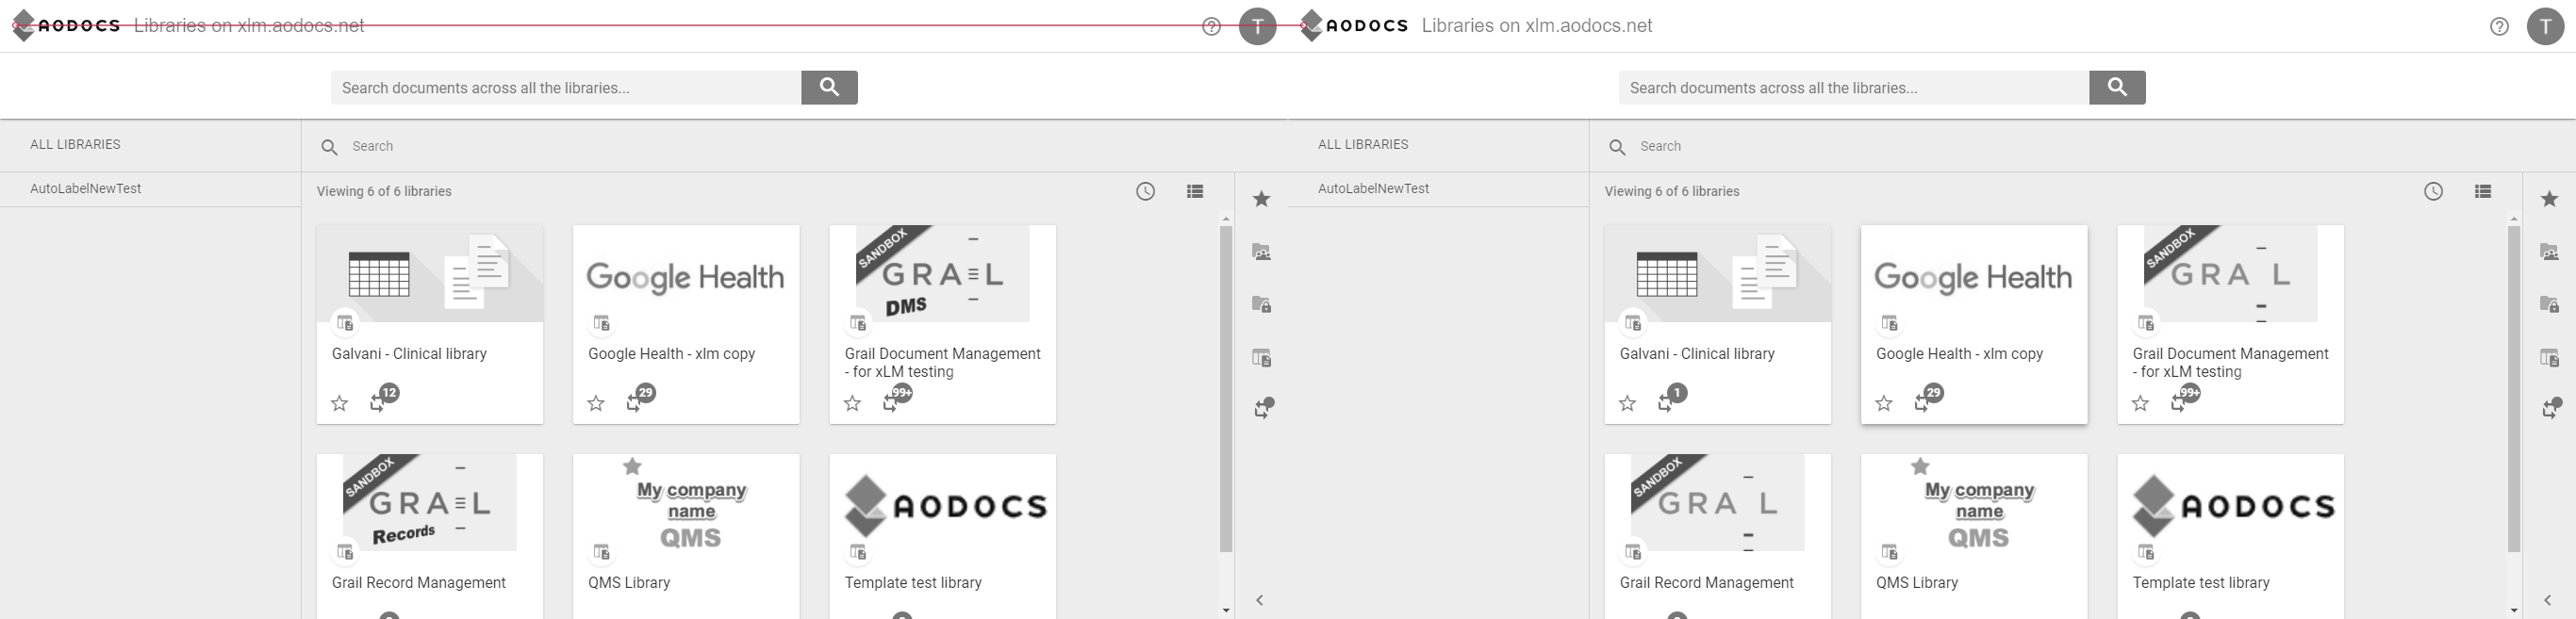 AODOCS Libraries on xlm.aodocs.net
T
Search documents across all the libraries...
ALL LIBRARIES
Search
AutoLabelNewTest
Viewing 6 of 6 libraries
SANDBOX
GRAIL
DMS
Google Health
Galvani - Clinical library
Google Health - xlm copy
Grail Document Management
- for xLM testing
12
29
99+
SANDBOX
GRAIL
Records
My company
name
QMS
AODOCS
Grail Record Management
QMS Library
Template test library
AODOCS Libraries on xlm.aodocs.net
T
Search documents across all the libraries...
ALL LIBRARIES
Search
AutoLabelNewTest
Viewing 6 of 6 libraries
Google Health
SANDBOX
GRA L
Galvani - Clinical library
Google Health - xlm copy
Grail Document Management
- for xLM testing
1
29
99+
SANDBOX
GRA L
My company
name
QMS
AODOCS
Grail Record Management
QMS Library
Template test library